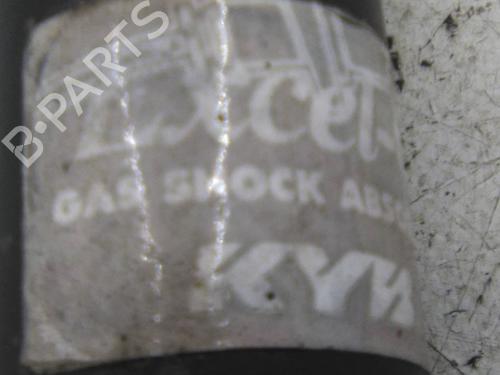 B-PARTS
Excel-
GAS SHOCK ABS
KYB